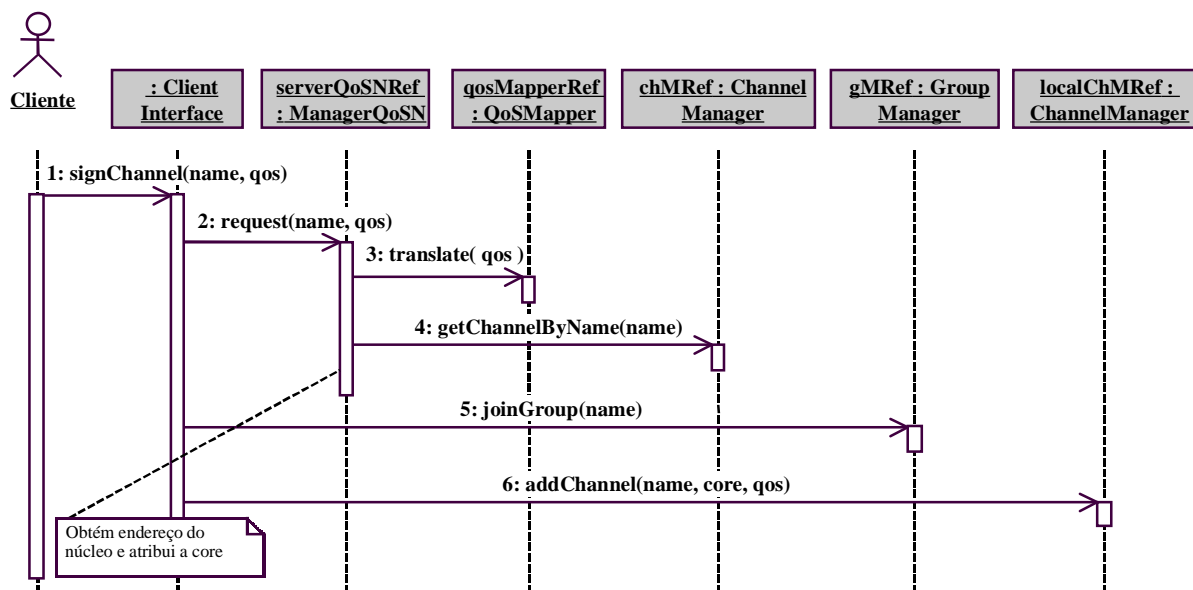 Cliente
: Client
Interface
serverQoSNRef
: ManagerQoSN
qosMapperRef
: QoSMapper
chMRef : Channel
Manager
gMRef : Group
Manager
localChMRef :
ChannelManager
1: signChannel(name, qos)
2: request(name, qos)
3: translate( qos )
4: getChannelByName(name)
5: joinGroup(name)
6: addChannel(name, core, qos)
Obtém endereço do
núcleo e atribui a core